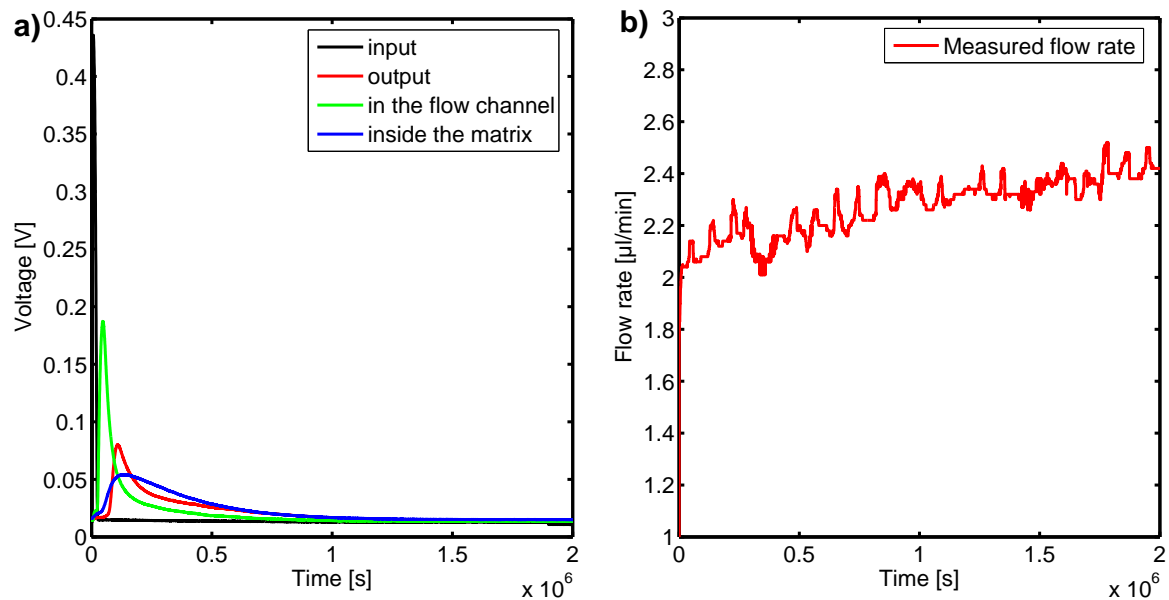 a)
Voltage [V]
0.45
0.4
0.35
0.3
0.25
0.2
0.15
0.1
0.05
0
input
output
in the flow channel
inside the matrix
0 0.5 1 1.5 2
Time [s]
x 10^6
b)
Flow rate [µl/min]
3
2.8
2.6
2.4
2.2
2
1.8
1.6
1.4
1.2
1
Measured flow rate
0 0.5 1 1.5 2
Time [s]
x 10^6